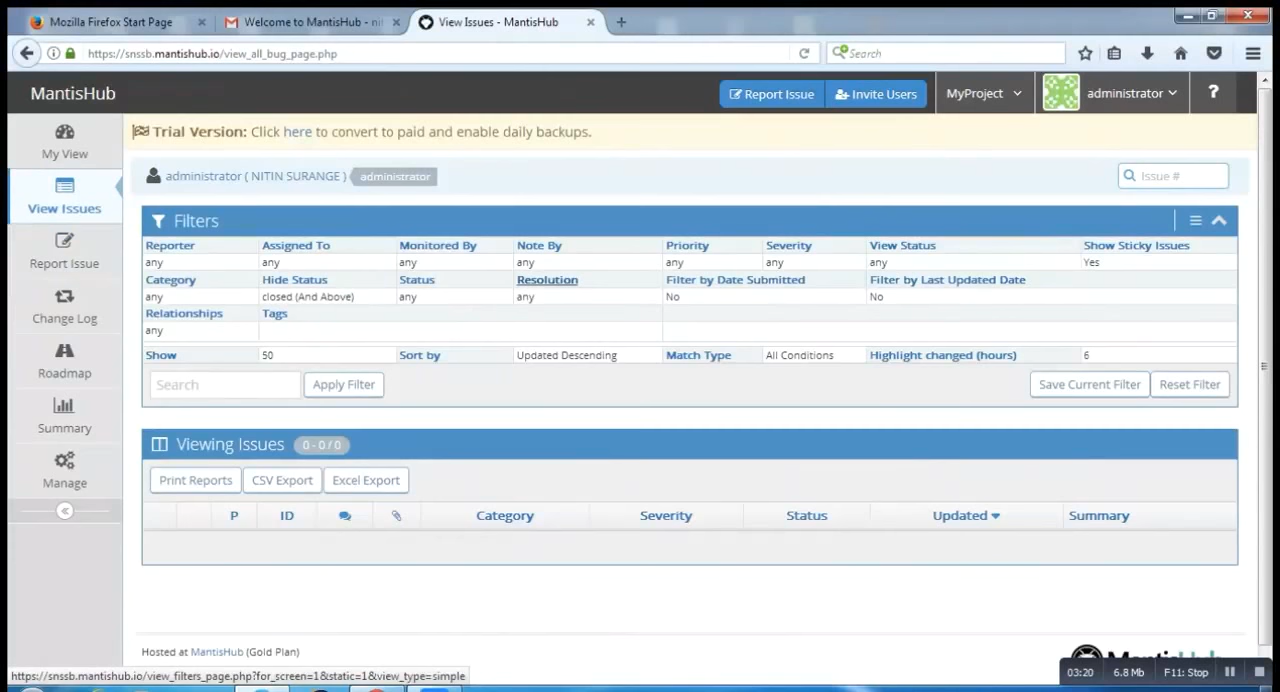 Mozilla Firefox Start Page
Welcome to MantisHub - nit
View Issues - MantisHub
https://snssb.mantishub.io/view_all_bug_page.php
Search
MantisHub
Report Issue
Invite Users
MyProject
administrator
?
My View
View Issues
Report Issue
Change Log
Roadmap
Summary
Manage
Trial Version: Click here to convert to paid and enable daily backups.
administrator ( NITIN SURANGE ) administrator
Issue #
Filters
Reporter Assigned To Monitored By Note By Priority Severity View Status Show Sticky Issues
any any any any any any any Yes
Category Hide Status Status Resolution Filter by Date Submitted Filter by Last Updated Date
any closed (And Above) any any No No
Relationships Tags
any
Show 50 Sort by Updated Descending Match Type All Conditions Highlight changed (hours) 6
Search Apply Filter Save Current Filter Reset Filter
Viewing Issues 0 - 0 / 0
Print Reports CSV Export Excel Export
P ID Category Severity Status Updated Summary
Hosted at MantisHub (Gold Plan)
MantisHub
https://snssb.mantishub.io/view_filters_page.php?for_screen=1&static=1&view_type=simple
03:20 6.8 Mb F11: Stop